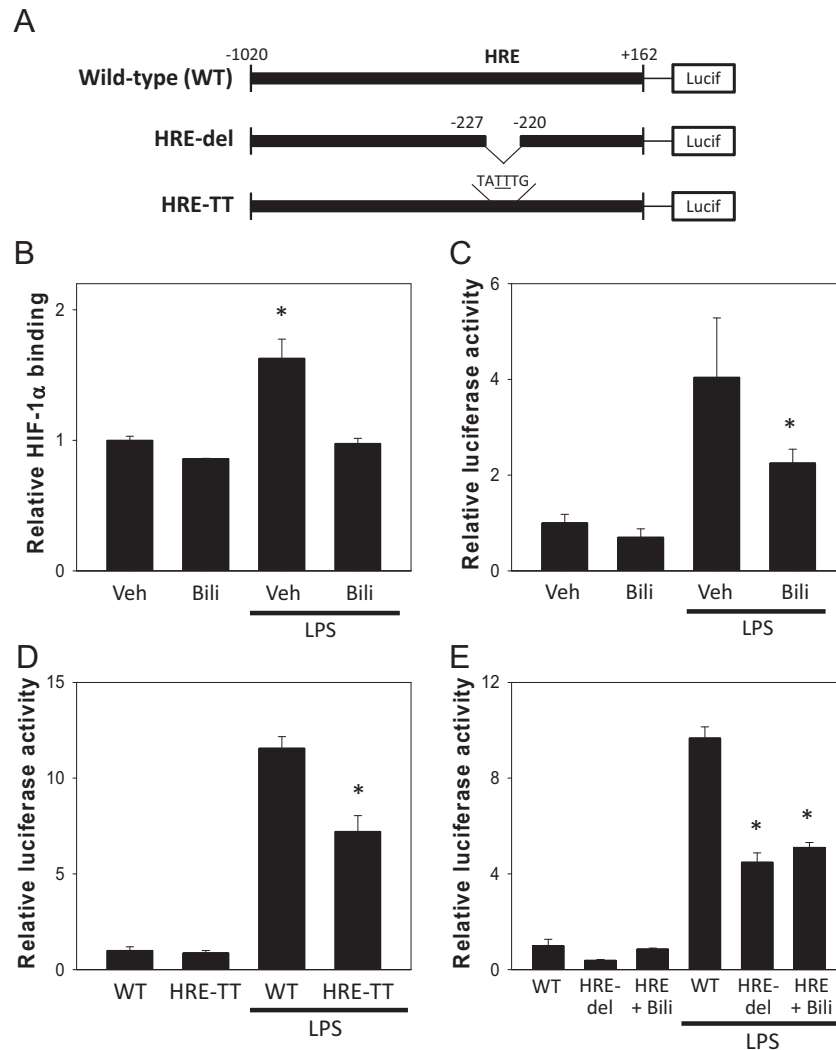 A
-1020 HRE +162
Wild-type (WT) Lucif
-227 -220
HRE-del Lucif
TATTTG
HRE-TT Lucif
B
Relative HIF-1α binding
2
1
0
Veh Bili Veh Bili
*
LPS
C
Relative luciferase activity
6
4
2
0
Veh Bili Veh Bili
*
LPS
D
Relative luciferase activity
15
10
5
0
WT HRE-TT WT HRE-TT
*
LPS
E
Relative luciferase activity
12
8
4
0
WT HRE-del HRE + Bili WT HRE-del HRE + Bili
* *
LPS